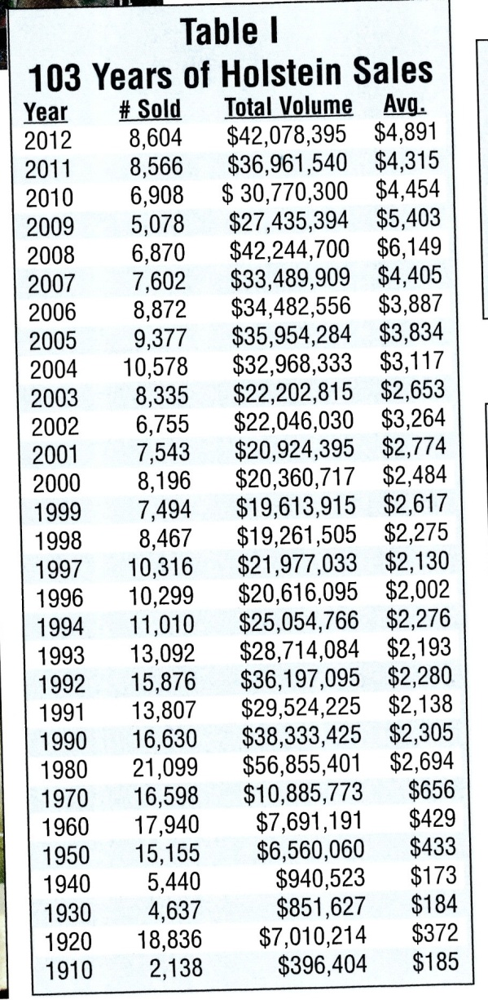 Table I
103 Years of Holstein Sales
Year # Sold Total Volume Avg.
2012 8,604 $42,078,395 $4,891
2011 8,566 $36,961,540 $4,315
2010 6,908 $ 30,770,300 $4,454
2009 5,078 $27,435,394 $5,403
2008 6,870 $42,244,700 $6,149
2007 7,602 $33,489,909 $4,405
2006 8,872 $34,482,556 $3,887
2005 9,377 $35,954,284 $3,834
2004 10,578 $32,968,333 $3,117
2003 8,335 $22,202,815 $2,653
2002 6,755 $22,046,030 $3,264
2001 7,543 $20,924,395 $2,774
2000 8,196 $20,360,717 $2,484
1999 7,494 $19,613,915 $2,617
1998 8,467 $19,261,505 $2,275
1997 10,316 $21,977,033 $2,130
1996 10,299 $20,616,095 $2,002
1994 11,010 $25,054,766 $2,276
1993 13,092 $28,714,084 $2,193
1992 15,876 $36,197,095 $2,280
1991 13,807 $29,524,225 $2,138
1990 16,630 $38,333,425 $2,305
1980 21,099 $56,855,401 $2,694
1970 16,598 $10,885,773 $656
1960 17,940 $7,691,191 $429
1950 15,155 $6,560,060 $433
1940 5,440 $940,523 $173
1930 4,637 $851,627 $184
1920 18,836 $7,010,214 $372
1910 2,138 $396,404 $185